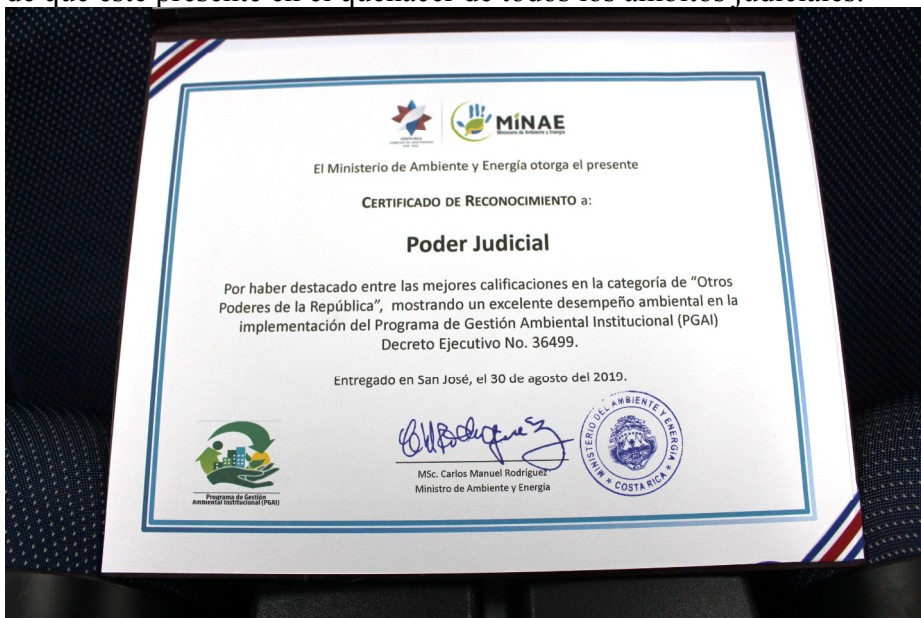 de que esté presente en el quehacer de todos los ámbitos judiciales.
COSTA RICA
MINAE
Ministerio de Ambiente y Energía
El Ministerio de Ambiente y Energía otorga el presente
CERTIFICADO DE RECONOCIMIENTO a:
Poder Judicial
Por haber destacado entre las mejores calificaciones en la categoría de “Otros
Poderes de la República”, mostrando un excelente desempeño ambiental en la
implementación del Programa de Gestión Ambiental Institucional (PGAI)
Decreto Ejecutivo No. 36499.
Entregado en San José, el 30 de agosto del 2019.
MSc. Carlos Manuel Rodríguez
Ministro de Ambiente y Energía
Programa de Gestión
Ambiental Institucional (PGAI)
MINISTERIO DEL AMBIENTE Y ENERGIA
* COSTA RICA *